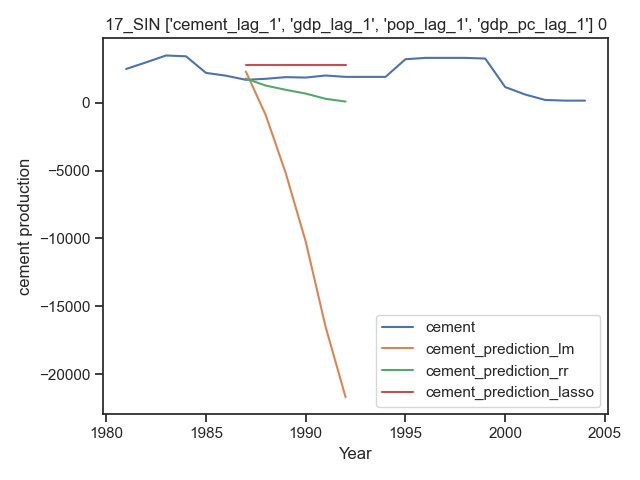 17_SIN ['cement_lag_1', 'gdp_lag_1', 'pop_lag_1', 'gdp_pc_lag_1'] 0
0
−5000
−10000
−15000
−20000
cement production
cement
cement_prediction_lm
cement_prediction_rr
cement_prediction_lasso
1980 1985 1990 1995 2000 2005
Year